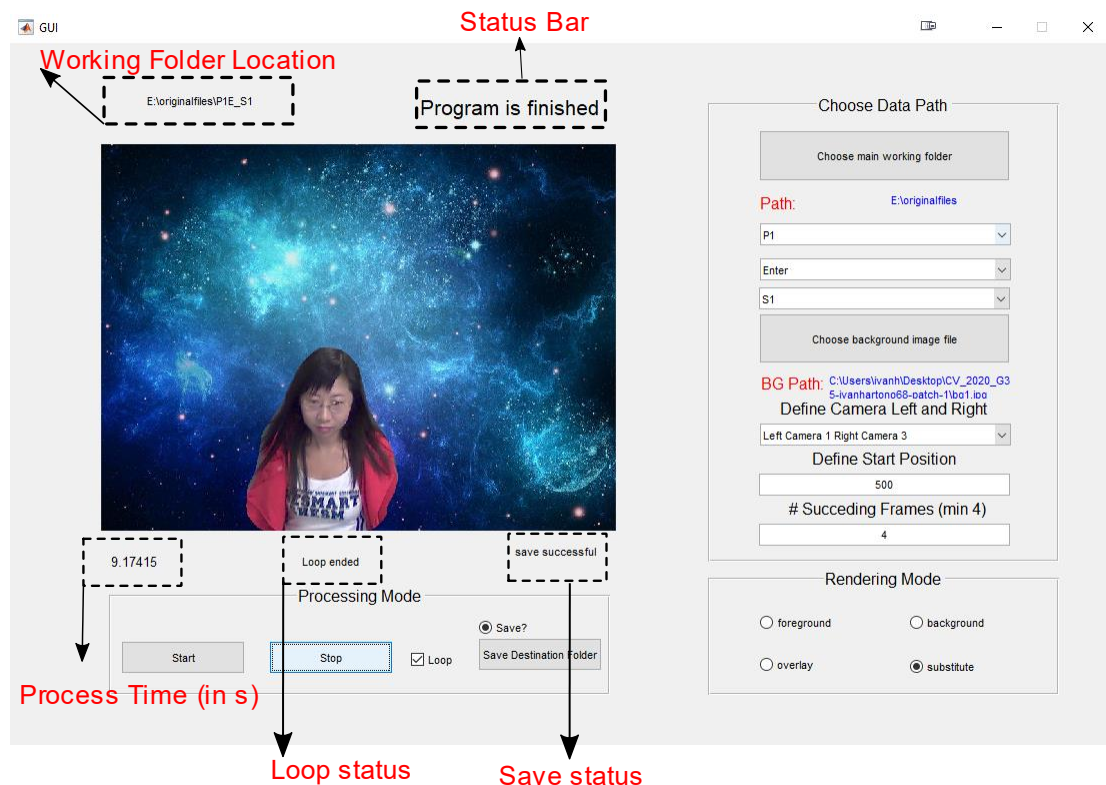 GUI
Status Bar
Working Folder Location
E:\originalfiles\P1E_S1
Program is finished
Choose Data Path
Choose main working folder
Path:
E:\originalfiles
P1
Enter
S1
Choose background image file
BG Path:
C:\Users\ivanh\Desktop\CV_2020_G3
5-ivanhartono68-patch-1\bg1.jpg
Define Camera Left and Right
Left Camera 1 Right Camera 3
Define Start Position
500
# Succeding Frames (min 4)
4
9.17415
Loop ended
save successful
Processing Mode
Save?
Start
Stop
Loop
Save Destination Folder
Rendering Mode
foreground
background
overlay
substitute
Process Time (in s)
Loop status
Save status